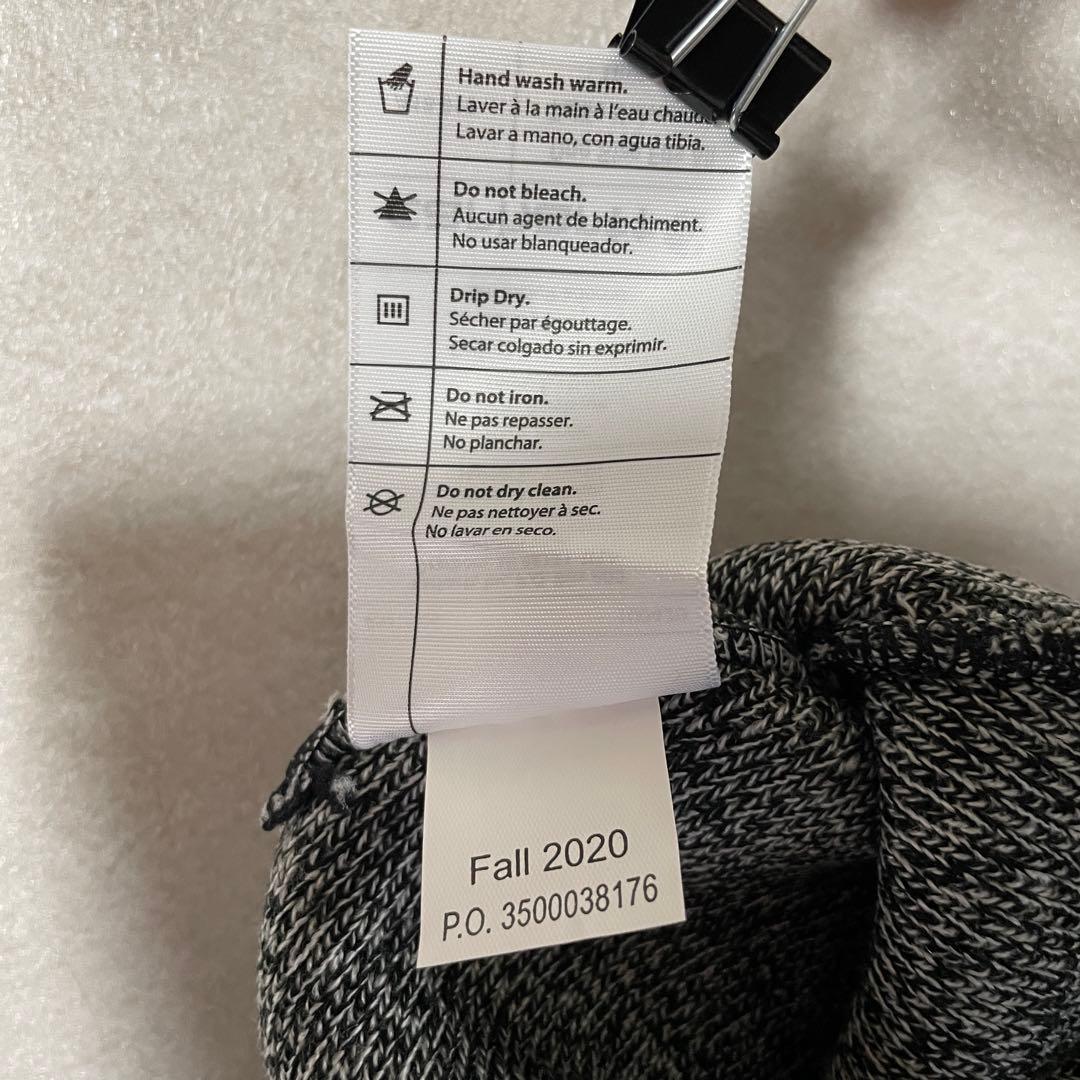 Hand wash warm.
Laver à la main à l'eau
Lavar a mano, con agua tibia.
Do not bleach.
Aucun agent de blanchiment.
No usar blanqueador.
Drip Dry.
Sécher par égouttage.
Secar colgado sin exprimir.
Do not iron.
Ne pas repasser.
No planchar.
Do not dry clean.
Ne pas nettoyer à sec.
No lavar en seco.
Fall 2020
P.O. 3500038176